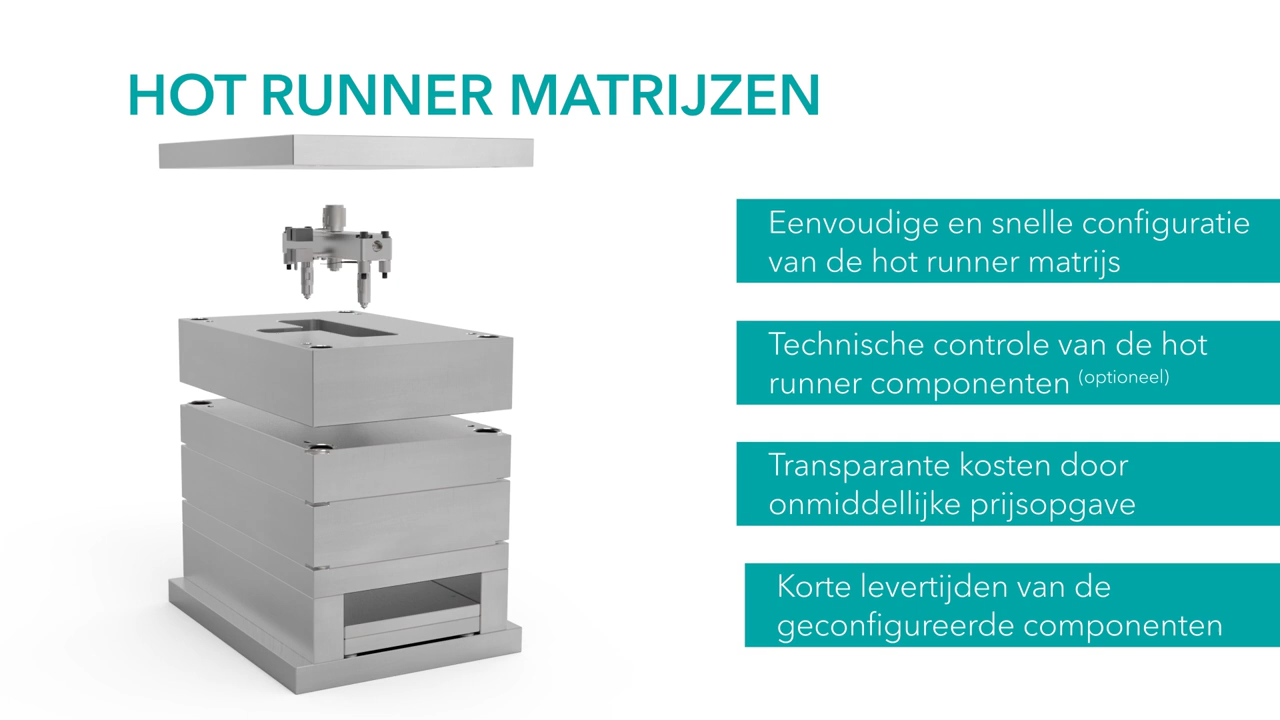 HOT RUNNER MATRIJZEN
Eenvoudige en snelle configuratie
van de hot runner matrijs
Technische controle van de hot
runner componenten (optioneel)
Transparante kosten door
onmiddellijke prijsopgave
Korte levertijden van de
geconfigureerde componenten